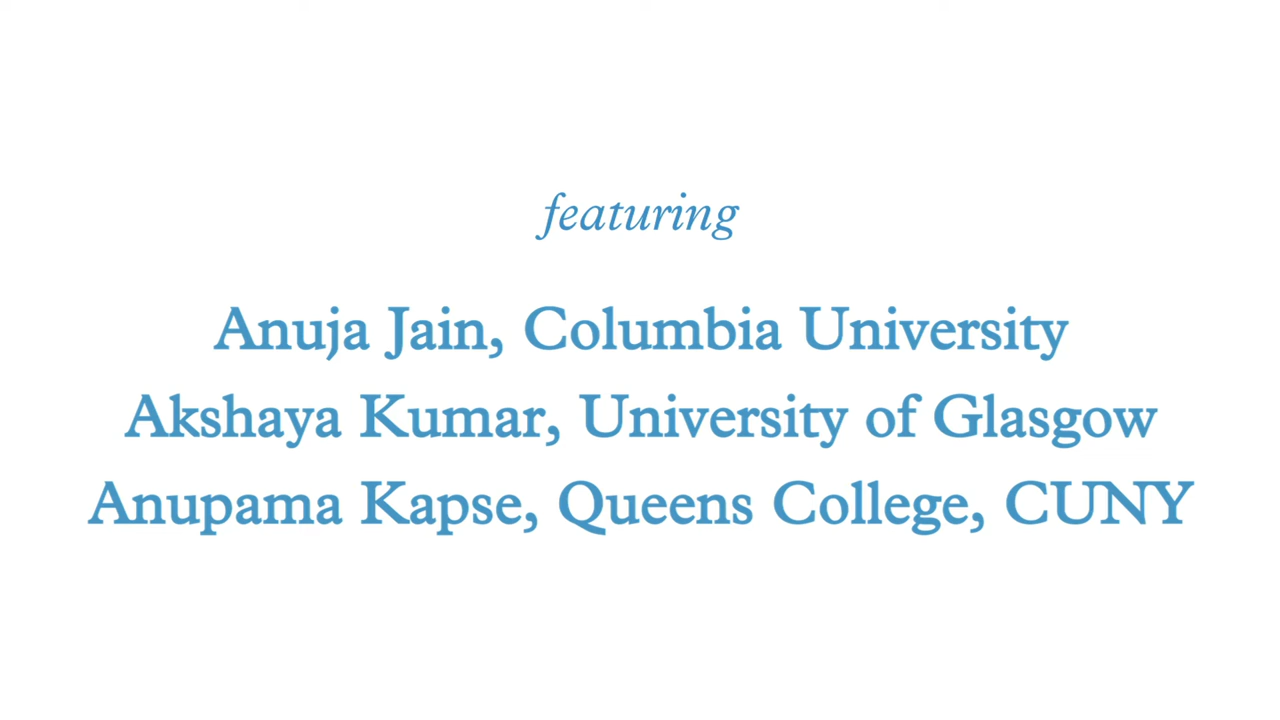 featuring
Anuja Jain, Columbia University
Akshaya Kumar, University of Glasgow
Anupama Kapse, Queens College, CUNY